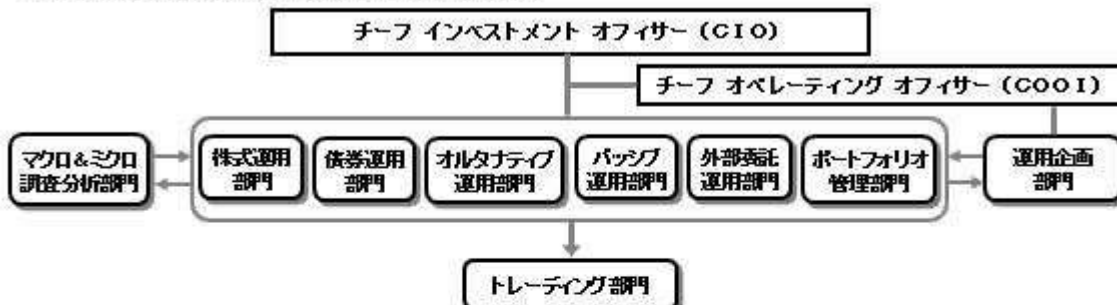 チーフ インベストメント オフィサー (CIO)
チーフ オペレーティング オフィサー (COOI)
マクロ&ミクロ
調査分析部門
株式運用
部門
債券運用
部門
オルタナティブ
運用部門
パッシブ
運用部門
外部委託
運用部門
ポートフォリオ
管理部門
運用企画
部門
トレーディング部門